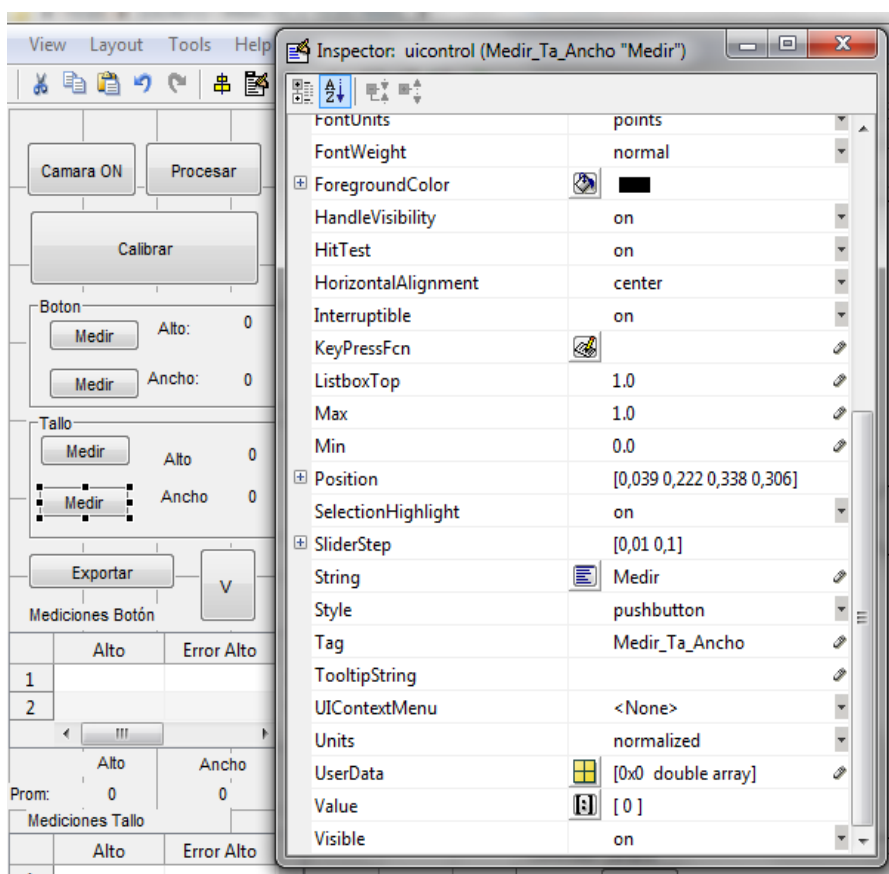 View Layout Tools Help
Camara ON Procesar
Calibrar
Boton
Medir Alto: 0
Medir Ancho: 0
Tallo
Medir Alto 0
Medir Ancho 0
Exportar V
Mediciones Botón
Alto Error Alto
1
2
Alto Ancho
Prom: 0 0
Mediciones Tallo
Alto Error Alto
Inspector: uicontrol (Medir_Ta_Ancho "Medir")
FontUnits points
FontWeight normal
ForegroundColor
HandleVisibility on
HitTest on
HorizontalAlignment center
Interruptible on
KeyPressFcn
ListboxTop 1.0
Max 1.0
Min 0.0
Position [0,039 0,222 0,338 0,306]
SelectionHighlight on
SliderStep [0,01 0,1]
String Medir
Style pushbutton
Tag Medir_Ta_Ancho
TooltipString
UIContextMenu <None>
Units normalized
UserData [0x0 double array]
Value [ 0 ]
Visible on